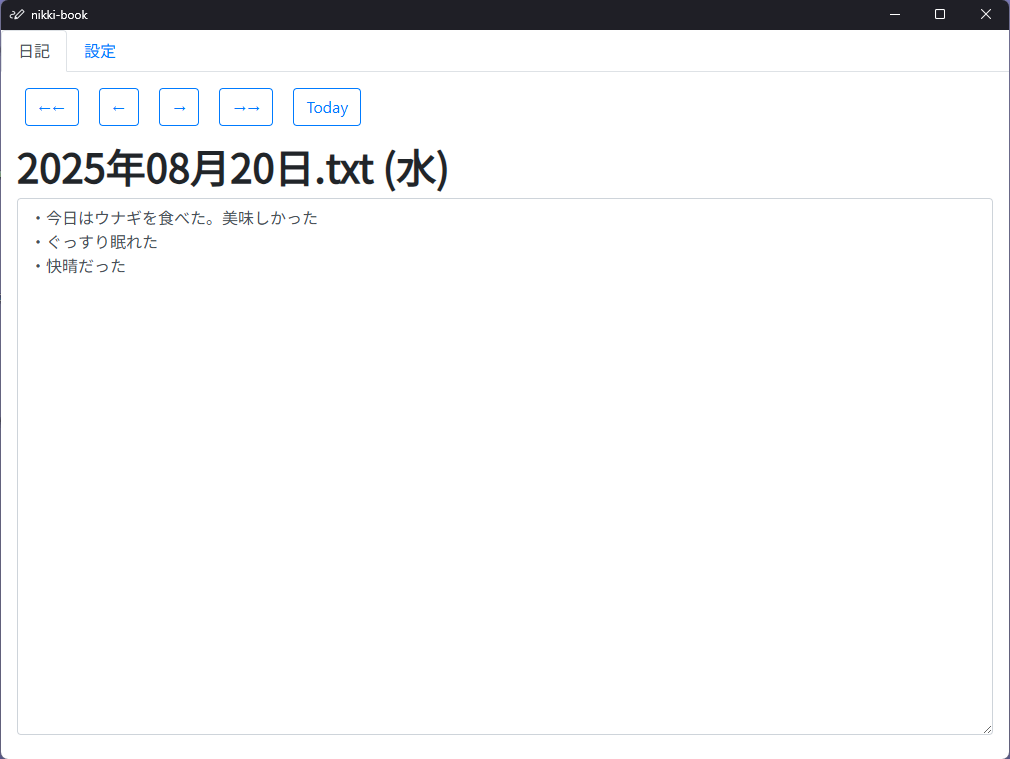 nikki-book
日記 設定
←← ← → →→ Today
2025年08月20日.txt (水)
・今日はウナギを食べた。美味しかった
・ぐっすり眠れた
・快晴だった